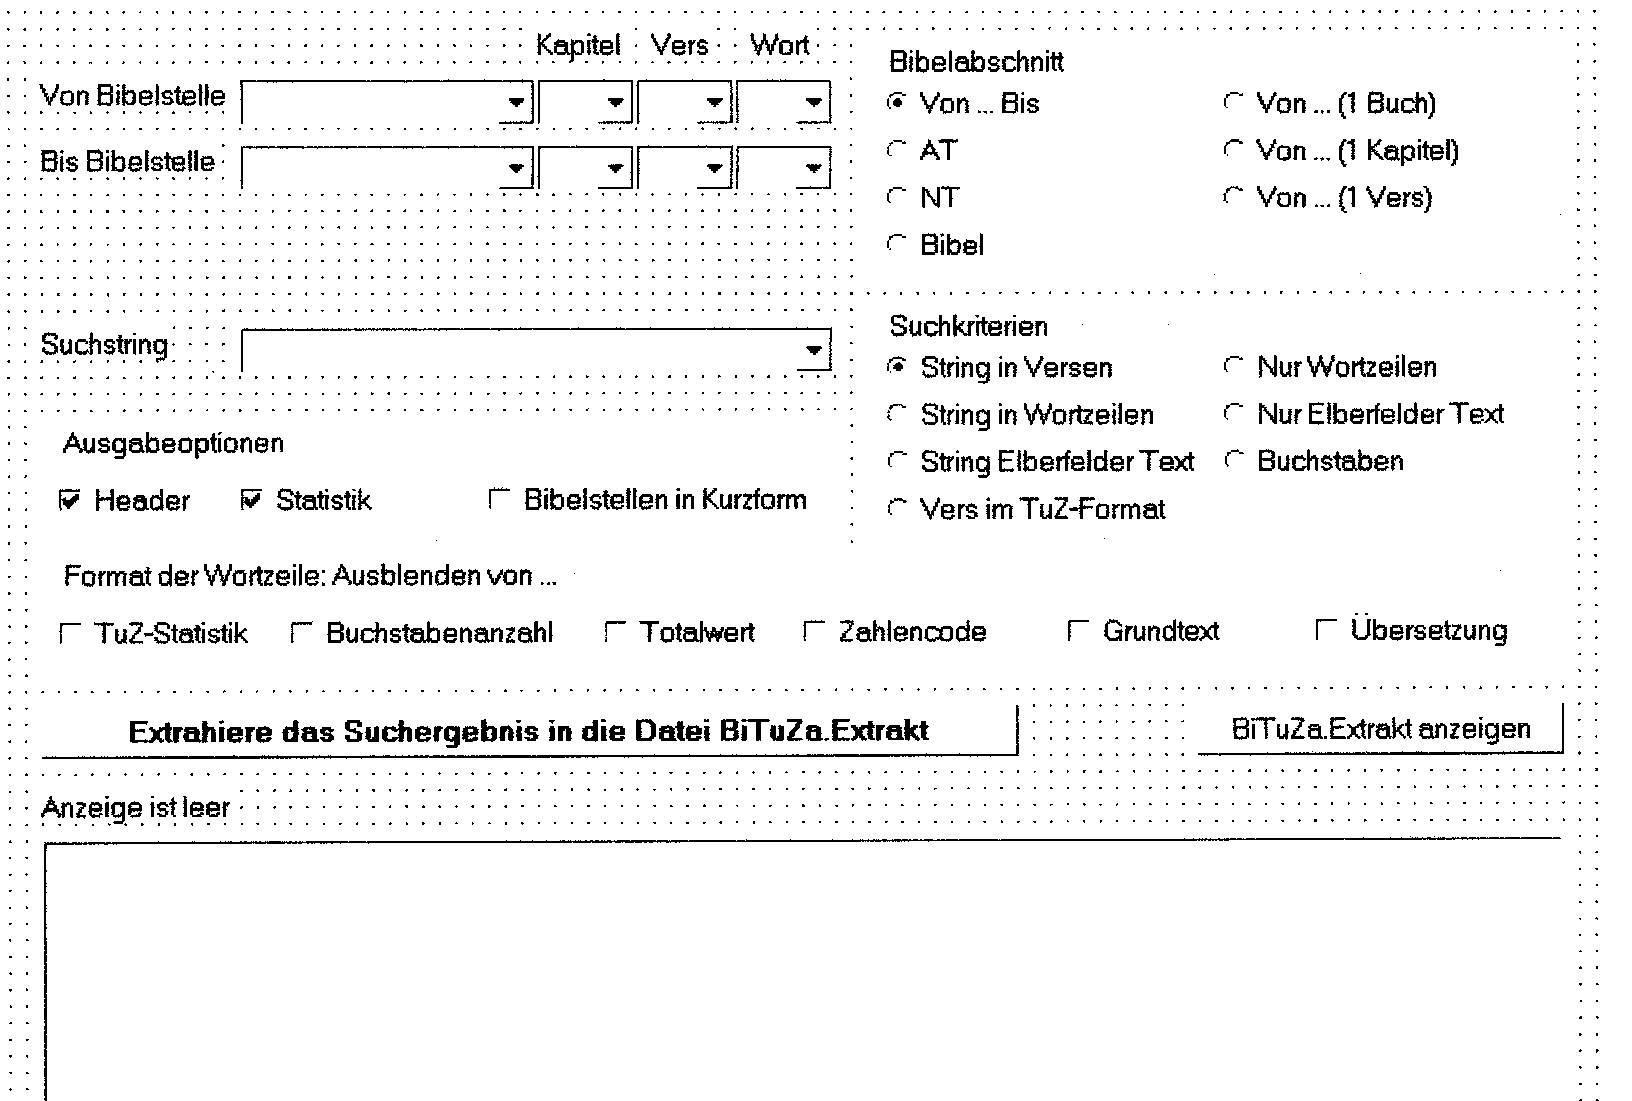 Kapitel Vers Wort
Von Bibelstelle
Bis Bibelstelle
Bibelabschnitt
Von ... Bis
Von ... (1 Buch)
AT
Von ... (1 Kapitel)
NT
Von ... (1 Vers)
Bibel
Suchstring
Suchkriterien
String in Versen
Nur Wortzeilen
String in Wortzeilen
Nur Elberfelder Text
String Elberfelder Text
Buchstaben
Vers im TuZ-Format
Ausgabeoptionen
Header Statistik Bibelstellen in Kurzform
Format der Wortzeile: Ausblenden von ...
TuZ-Statistik Buchstabenanzahl Totalwert Zahlencode Grundtext Übersetzung
Extrahiere das Suchergebnis in die Datei BiTuZa.Extrakt
BiTuZa.Extrakt anzeigen
Anzeige ist leer